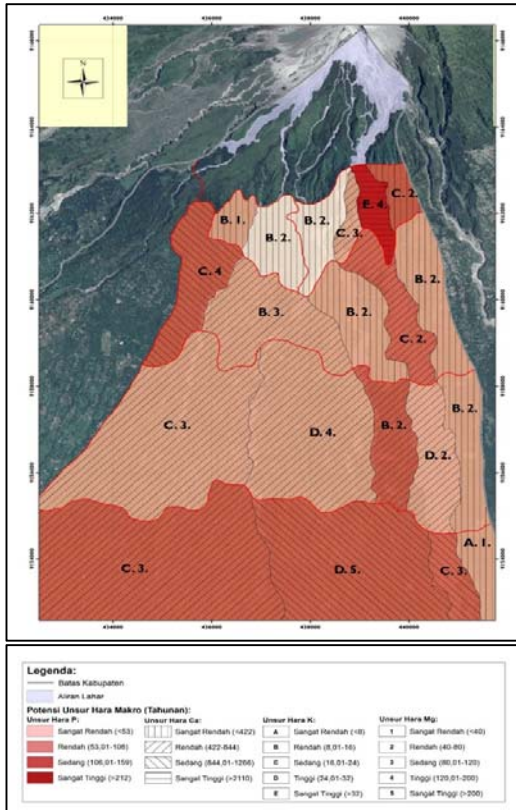 434000 436000 438000 440000
N
E. 4.
C. 2.
B. 1.
B. 2.
B. 2.
C. 3.
C. 4
B. 2.
B. 3.
B. 2.
C. 2.
B. 2.
C. 3.
D. 4.
B. 2.
D. 2.
A. 1.
C. 3.
D. 5.
C. 3.
434000 436000 438000 440000
Legenda:
Batas Kabupaten
Aliran Lahar
Potensi Unsur Hara Makro (Tahunan):
Unsur Hara P: Unsur Hara Ca: Unsur Hara K: Unsur Hara Mg:
Sangat Rendah (<53) Sangat Rendah (<422) A Sangat Rendah (<8) 1 Sangat Rendah (<40)
Rendah (53,01-106) Rendah (422-844) B Rendah (8,01-16) 2 Rendah (40-80)
Sedang (106,01-159) Sedang (844,01-1266) C Sedang (16,01-24) 3 Sedang (80,01-120)
Sangat Tinggi (>212) Sangat Tinggi (>2110) D Tinggi (24,01-32) 4 Tinggi (120,01-200)
E Sangat Tinggi (>32) 5 Sangat Tinggi (>200)